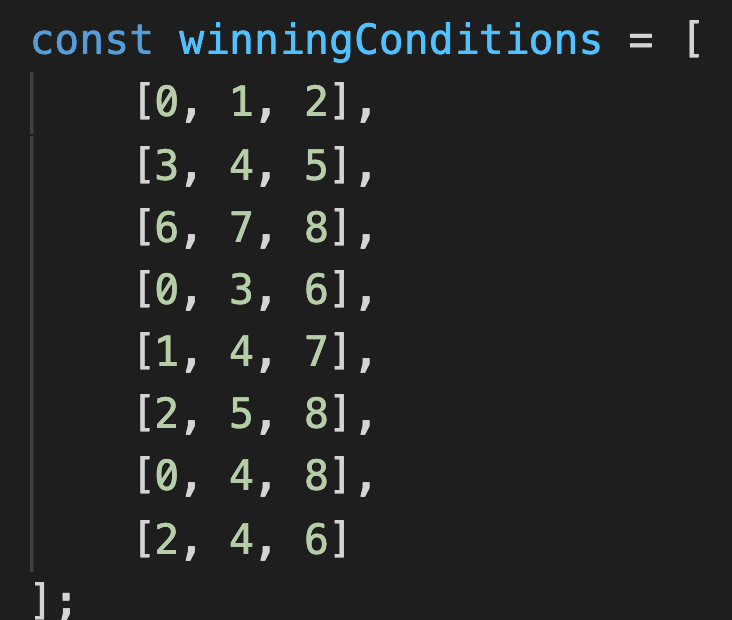 const winningConditions = [
    [0, 1, 2],
    [3, 4, 5],
    [6, 7, 8],
    [0, 3, 6],
    [1, 4, 7],
    [2, 5, 8],
    [0, 4, 8],
    [2, 4, 6]
];